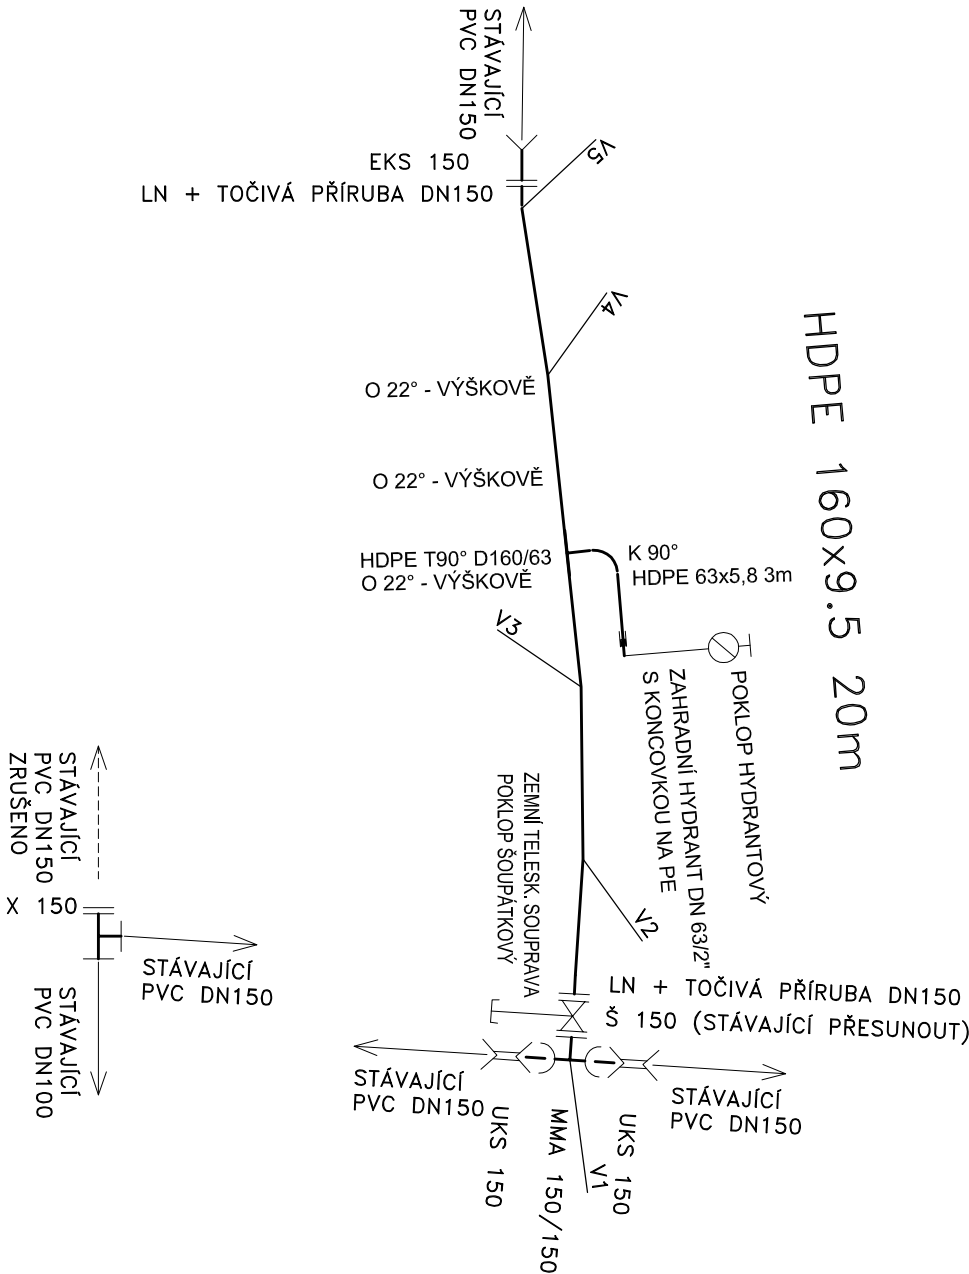 STÁVAJÍCÍ
PVC DN150
EKS 150
LN + TOČIVÁ PŘÍRUBA DN150
V5
V4
HDPE 160x9.5 20m
O 22° - VÝŠKOVĚ
O 22° - VÝŠKOVĚ
HDPE T90° D160/63
O 22° - VÝŠKOVĚ
K 90°
HDPE 63x5,8 3m
V3
POKLOP HYDRANTOVÝ
ZAHRADNÍ HYDRANT DN 63/2"
S KONCOVKOU NA PE
ZEMNÍ TELESK. SOUPRAVA
POKLOP ŠOUPÁTKOVÝ
V2
LN + TOČIVÁ PŘÍRUBA DN150
Š 150 (STÁVAJÍCÍ PŘESUNOUT)
STÁVAJÍCÍ
PVC DN150
STÁVAJÍCÍ
PVC DN150
UKS 150
MMA 150/150
UKS 150
V1
STÁVAJÍCÍ
PVC DN150
ZRUŠENO
X 150
STÁVAJÍCÍ
PVC DN150
STÁVAJÍCÍ
PVC DN100